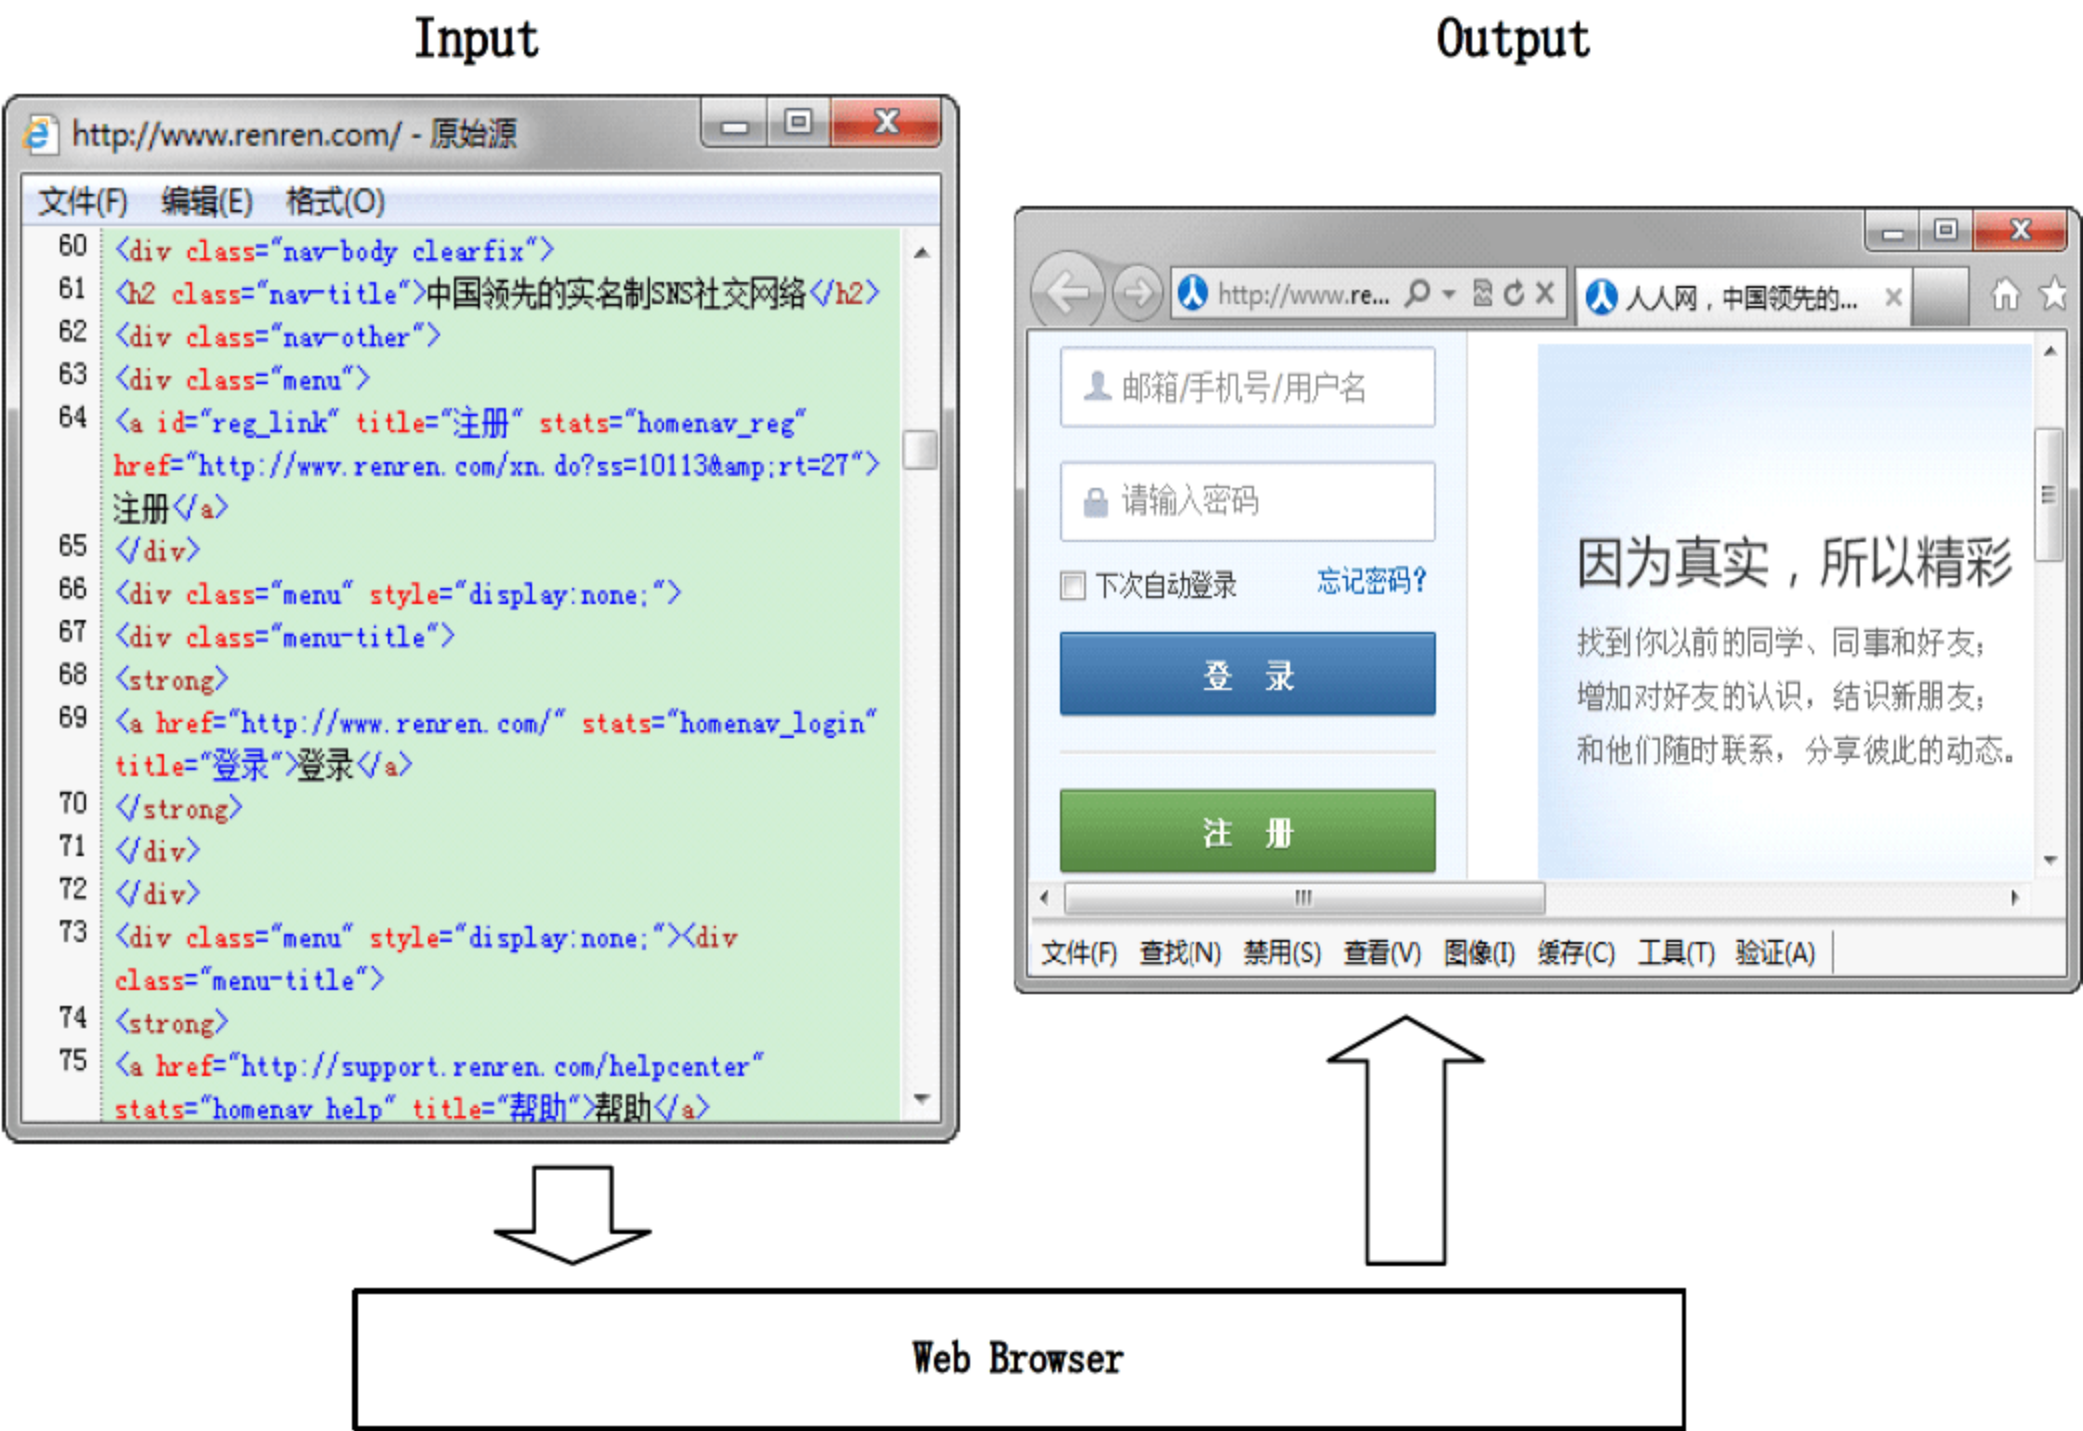 Input
Output
http://www.renren.com/ - 原始源
文件(F) 编辑(E) 格式(O)
60 <div class="nav-body clearfix">
61 <h2 class="nav-title">中国领先的实名制SNS社交网络</h2>
62 <div class="nav-other">
63 <div class="menu">
64 <a id="reg_link" title="注册" stats="homenav_reg"
href="http://wwv.renren.com/xn.do?ss=10113&amp;rt=27">
注册</a>
65 </div>
66 <div class="menu" style="display:none;">
67 <div class="menu-title">
68 <strong>
69 <a href="http://www.renren.com/" stats="homenav_login"
title="登录">登录</a>
70 </strong>
71 </div>
72 </div>
73 <div class="menu" style="display:none;"><div
class="menu-title">
74 <strong>
75 <a href="http://support.renren.com/helpcenter"
stats="homenav_help" title="帮助">帮助</a>
http://www.re... 人人网，中国领先的...
邮箱/手机号/用户名
请输入密码
下次自动登录 忘记密码?
登 录
注 册
因为真实，所以精彩
找到你以前的同学、同事和好友；
增加对好友的认识，结识新朋友；
和他们随时联系，分享彼此的动态。
文件(F) 查找(N) 禁用(S) 查看(V) 图像(I) 缓存(C) 工具(T) 验证(A)
Web Browser